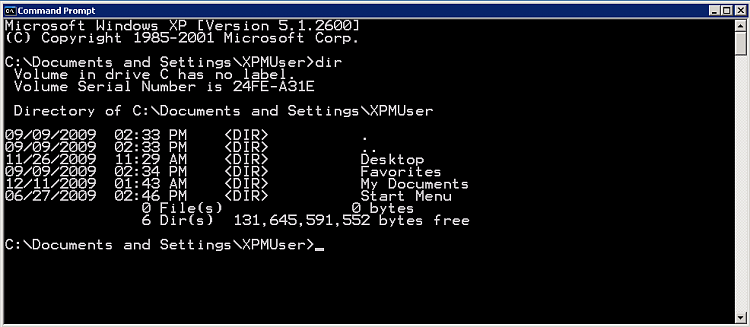 Command Prompt
Microsoft Windows XP [Version 5.1.2600]
(C) Copyright 1985-2001 Microsoft Corp.
C:\Documents and Settings\XPMUser>dir
Volume in drive C has no label.
Volume Serial Number is 24FE-A31E
Directory of C:\Documents and Settings\XPMUser
09/09/2009  02:33 PM    <DIR>          .
09/09/2009  02:33 PM    <DIR>          ..
11/26/2009  11:29 AM    <DIR>          Desktop
09/09/2009  02:34 PM    <DIR>          Favorites
12/11/2009  01:43 AM    <DIR>          My Documents
06/27/2009  02:46 PM    <DIR>          Start Menu
0 File(s)              0 bytes
6 Dir(s)  131,645,591,552 bytes free
C:\Documents and Settings\XPMUser>_